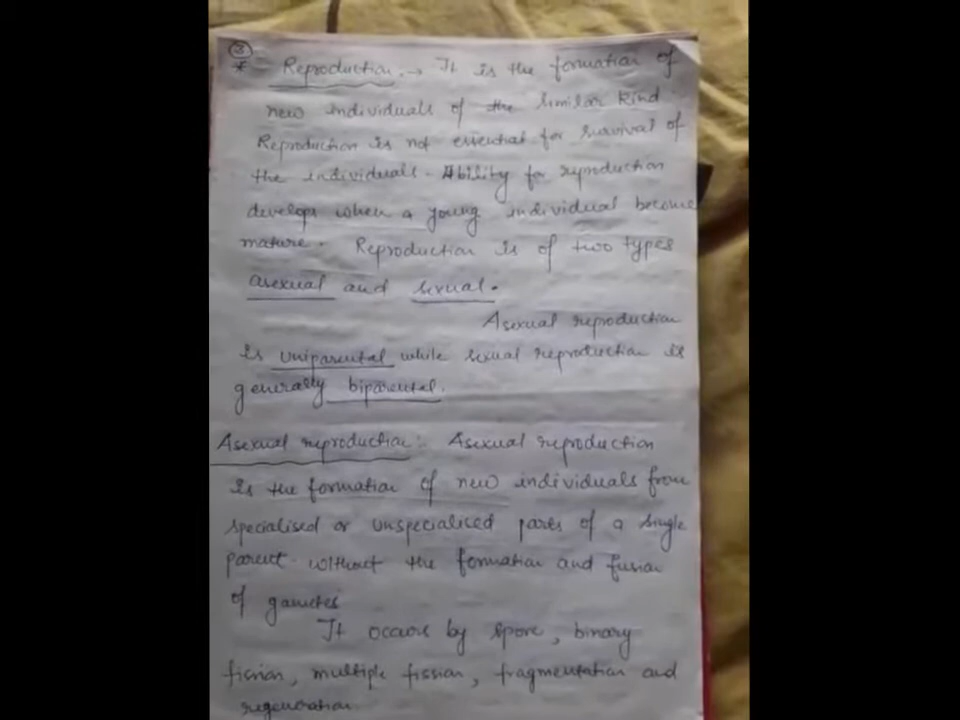 3
* Reproduction → It is the formation of
new individuals of the similar kind
Reproduction is not essential for survival of
the individuals. Ability for reproduction
develops when a young individual become
mature. Reproduction is of two types
asexual and sexual.
Asexual reproduction
is uniparental while sexual reproduction is
generally biparental.
Asexual reproduction:- Asexual reproduction
is the formation of new individuals from
specialised or unspecialised parts of a single
parent without the formation and fusion
of gametes
It occurs by spore, binary
fission, multiple fission, fragmentation and
regeneration